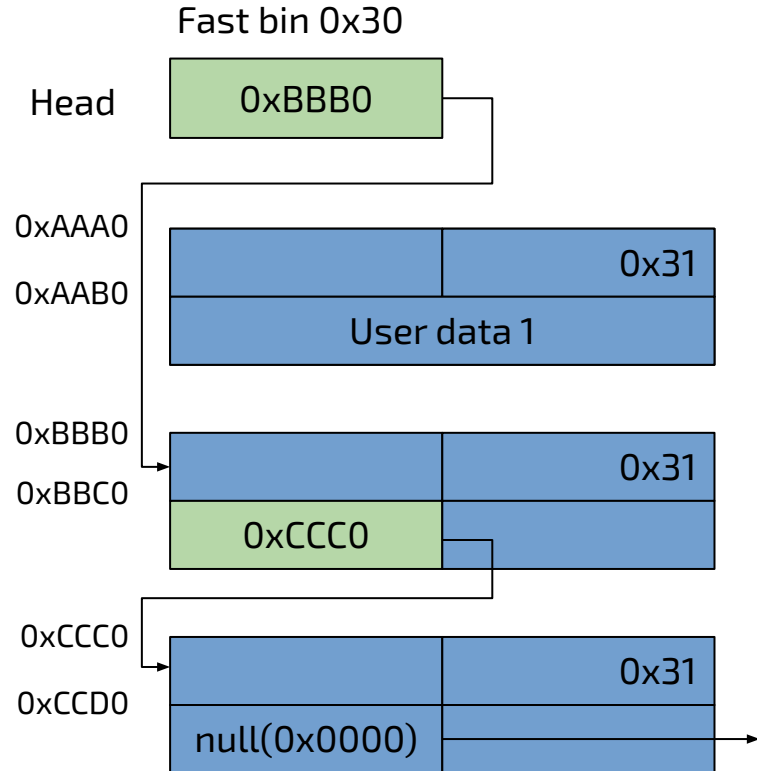 Fast bin 0x30
Head
0xBBB0
0xAAA0
0x31
0xAAB0
User data 1
0xBBB0
0x31
0xBBC0
0xCCC0
0xCCC0
0x31
0xCCD0
null(0x0000)